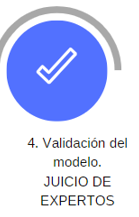 4. Validación del
modelo.
JUICIO DE
EXPERTOS